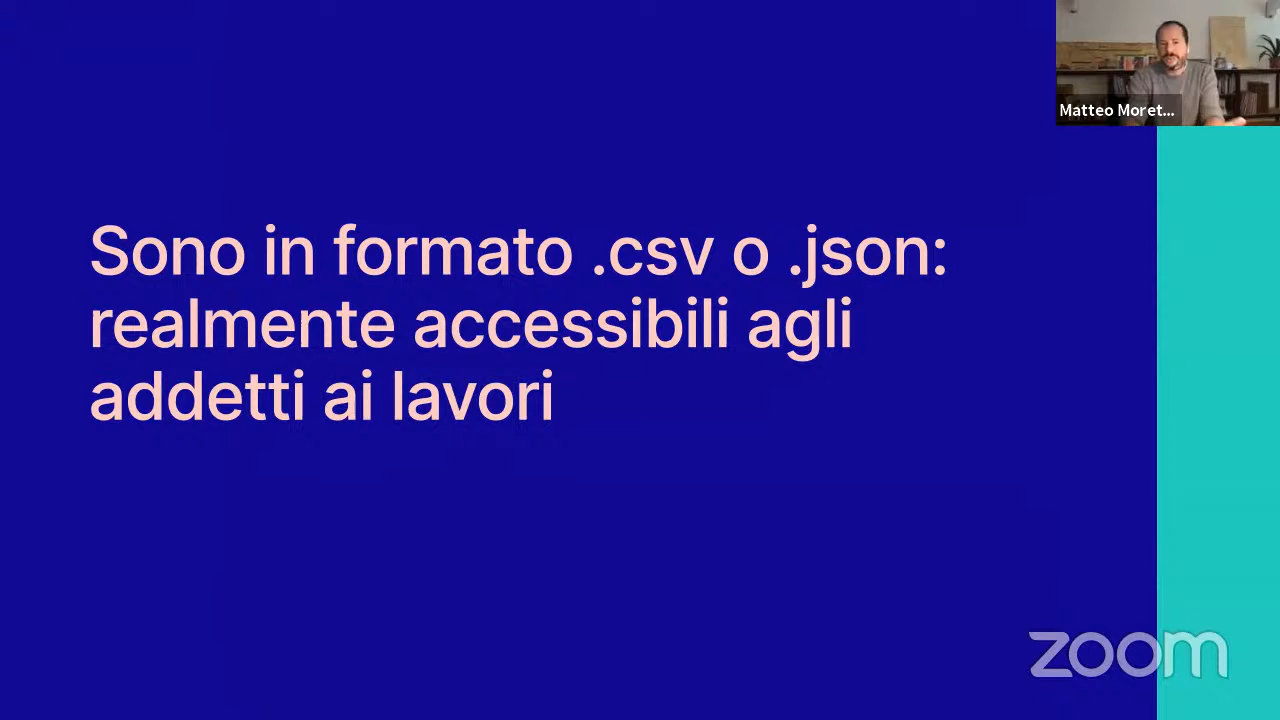 Matteo Moret...
Sono in formato .csv o .json:
realmente accessibili agli
addetti ai lavori
zoom